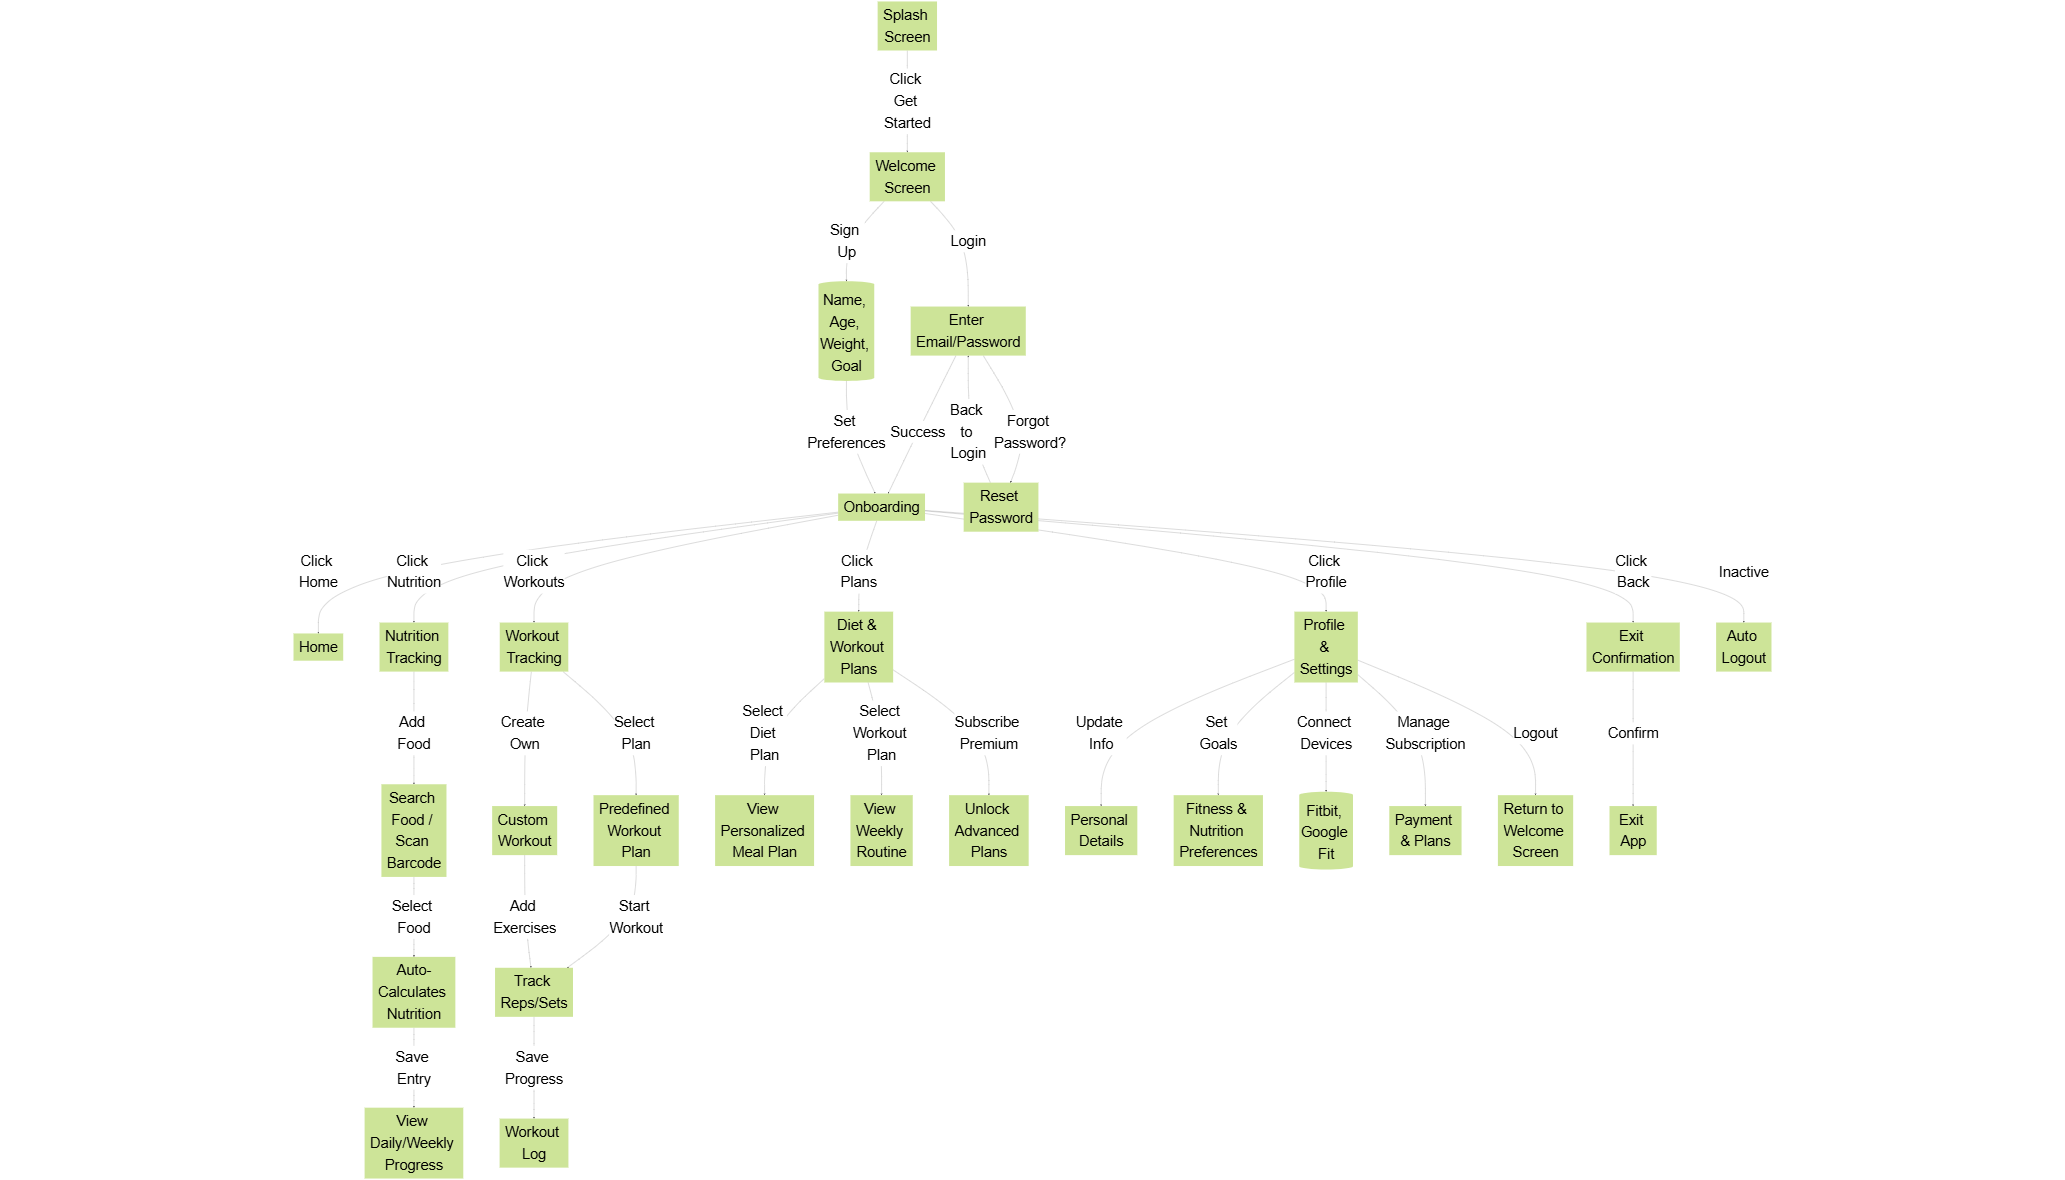 Splash
Screen
Click
Get
Started
Welcome
Screen
Sign
Up
Login
Name,
Age,
Weight,
Goal
Enter
Email/Password
Set
Preferences
Success
Back
to
Login
Forgot
Password?
Onboarding
Reset
Password
Click
Home
Click
Nutrition
Click
Workouts
Click
Plans
Click
Profile
Click
Back
Inactive
Home
Nutrition
Tracking
Workout
Tracking
Diet &
Workout
Plans
Profile
&
Settings
Exit
Confirmation
Auto
Logout
Add
Food
Create
Own
Select
Plan
Select
Diet
Plan
Select
Workout
Plan
Subscribe
Premium
Update
Info
Set
Goals
Connect
Devices
Manage
Subscription
Logout
Confirm
Search
Food /
Scan
Barcode
Custom
Workout
Predefined
Workout
Plan
View
Personalized
Meal Plan
View
Weekly
Routine
Unlock
Advanced
Plans
Personal
Details
Fitness &
Nutrition
Preferences
Fitbit,
Google
Fit
Payment
& Plans
Return to
Welcome
Screen
Exit
App
Select
Food
Add
Exercises
Start
Workout
Auto-
Calculates
Nutrition
Track
Reps/Sets
Save
Entry
Save
Progress
View
Daily/Weekly
Progress
Workout
Log